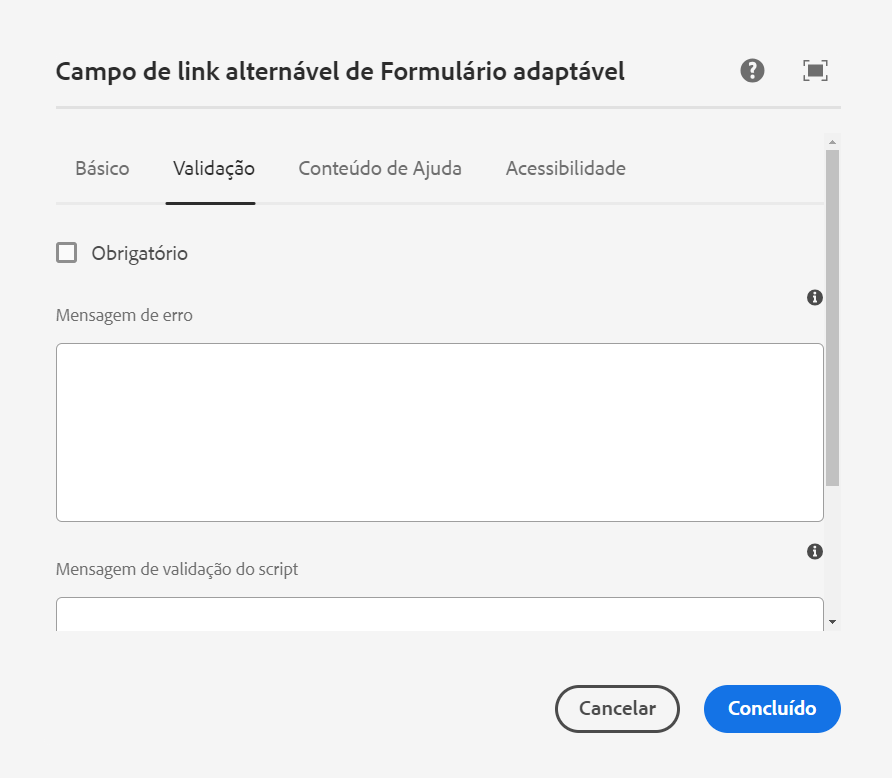 Campo de link alternável de Formulário adaptável
Básico Validação Conteúdo de Ajuda Acessibilidade
Obrigatório
Mensagem de erro
Mensagem de validação do script
Cancelar Concluído